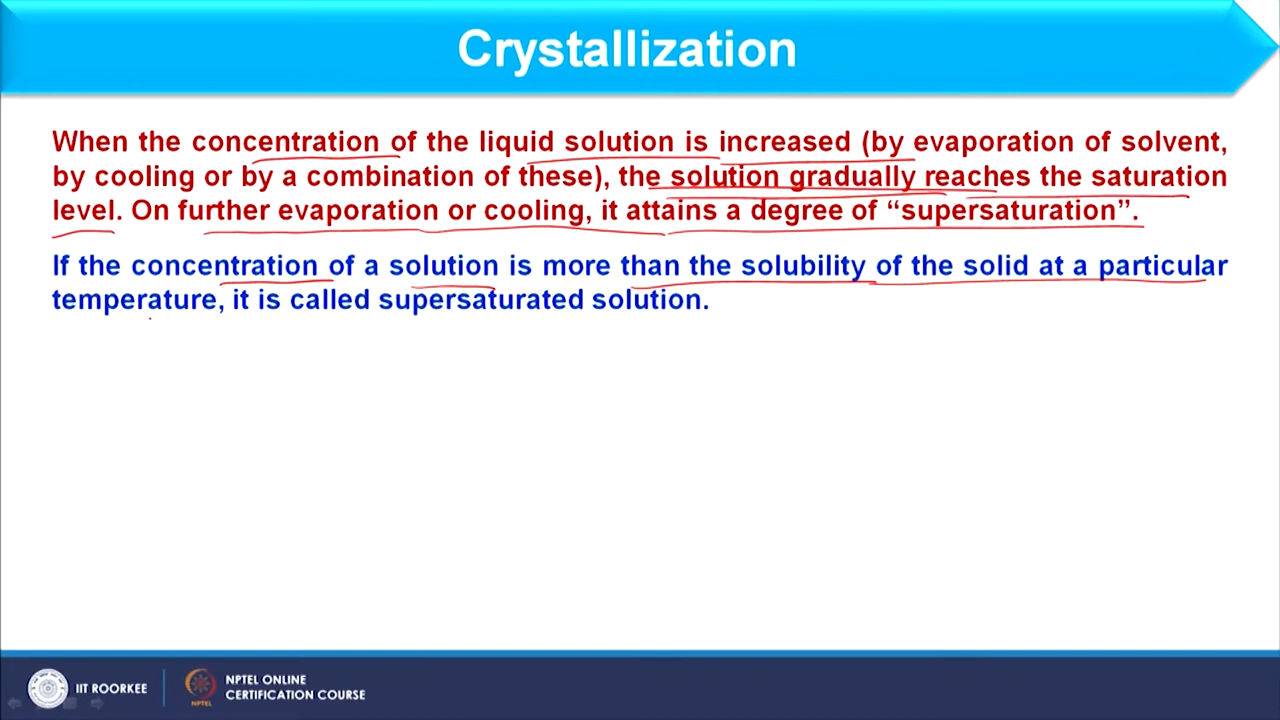 Crystallization
When the concentration of the liquid solution is increased (by evaporation of solvent,
by cooling or by a combination of these), the solution gradually reaches the saturation
level. On further evaporation or cooling, it attains a degree of “supersaturation”.
If the concentration of a solution is more than the solubility of the solid at a particular
temperature, it is called supersaturated solution.
IIT ROORKEE
NPTEL
NPTEL ONLINE
CERTIFICATION COURSE